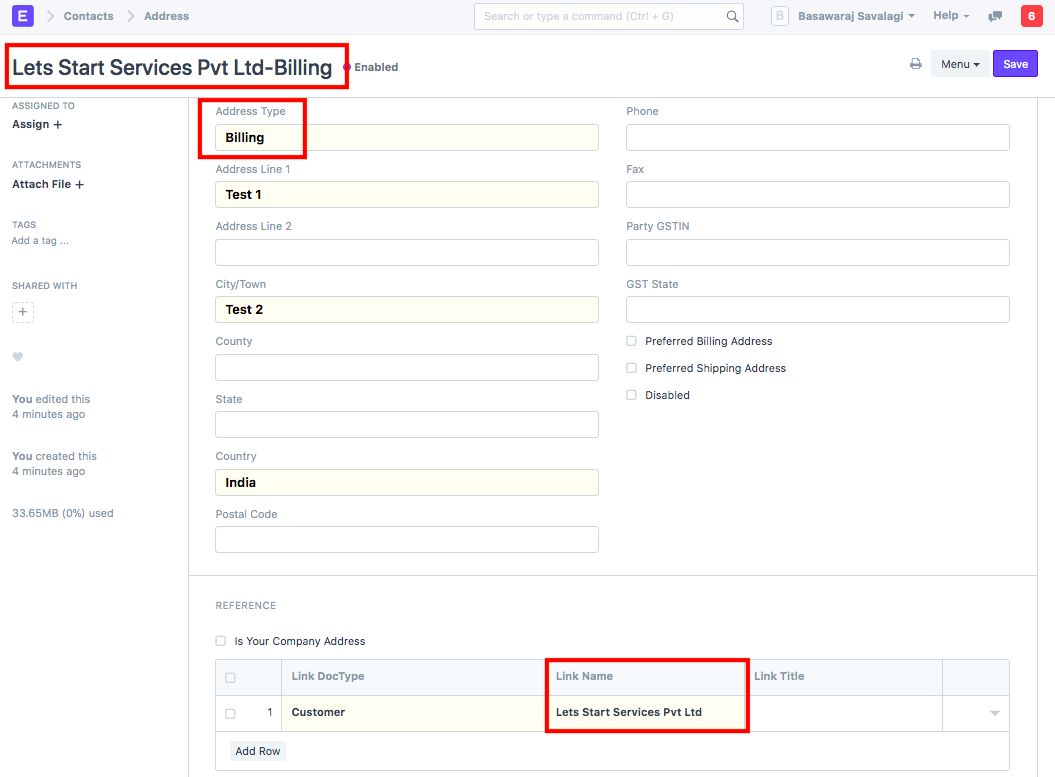 E Contacts Address Search or type a command (Ctrl + G) B Basawaraj Savalagi Help 6
Lets Start Services Pvt Ltd-Billing Enabled Menu Save
ASSIGNED TO
Assign +
ATTACHMENTS
Attach File +
TAGS
Add a tag ...
SHARED WITH
+
You edited this
4 minutes ago
You created this
4 minutes ago
33.65MB (0%) used
Address Type
Billing
Address Line 1
Test 1
Address Line 2
City/Town
Test 2
County
State
Country
India
Postal Code
Phone
Fax
Party GSTIN
GST State
Preferred Billing Address
Preferred Shipping Address
Disabled
REFERENCE
Is Your Company Address
Link DocType Link Name Link Title
1 Customer Lets Start Services Pvt Ltd
Add Row